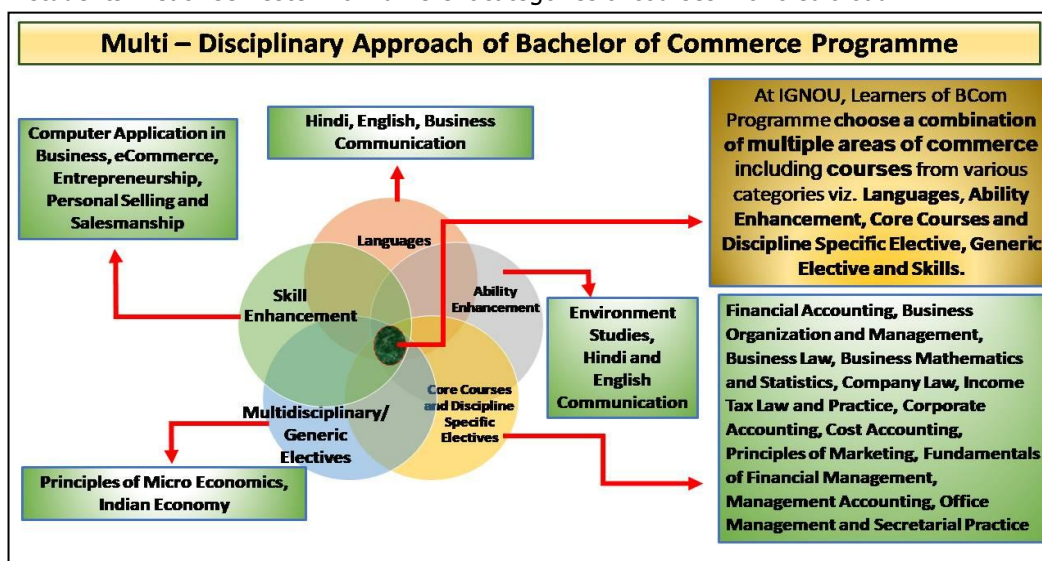 Multi – Disciplinary Approach of Bachelor of Commerce Programme
Computer Application in
Business, eCommerce,
Entrepreneurship,
Personal Selling and
Salesmanship
Hindi, English, Business
Communication
At IGNOU, Learners of BCom
Programme choose a combination
of multiple areas of commerce
including courses from various
categories viz. Languages, Ability
Enhancement, Core Courses and
Discipline Specific Elective, Generic
Elective and Skills.
Languages
Skill
Enhancement
Ability
Enhancement
Core Courses
and Discipline
Specific
Electives
Multidisciplinary/
Generic
Electives
Environment
Studies,
Hindi and
English
Communication
Financial Accounting, Business
Organization and Management,
Business Law, Business Mathematics
and Statistics, Company Law, Income
Tax Law and Practice, Corporate
Accounting, Cost Accounting,
Principles of Marketing, Fundamentals
of Financial Management,
Management Accounting, Office
Management and Secretarial Practice
Principles of Micro Economics,
Indian Economy